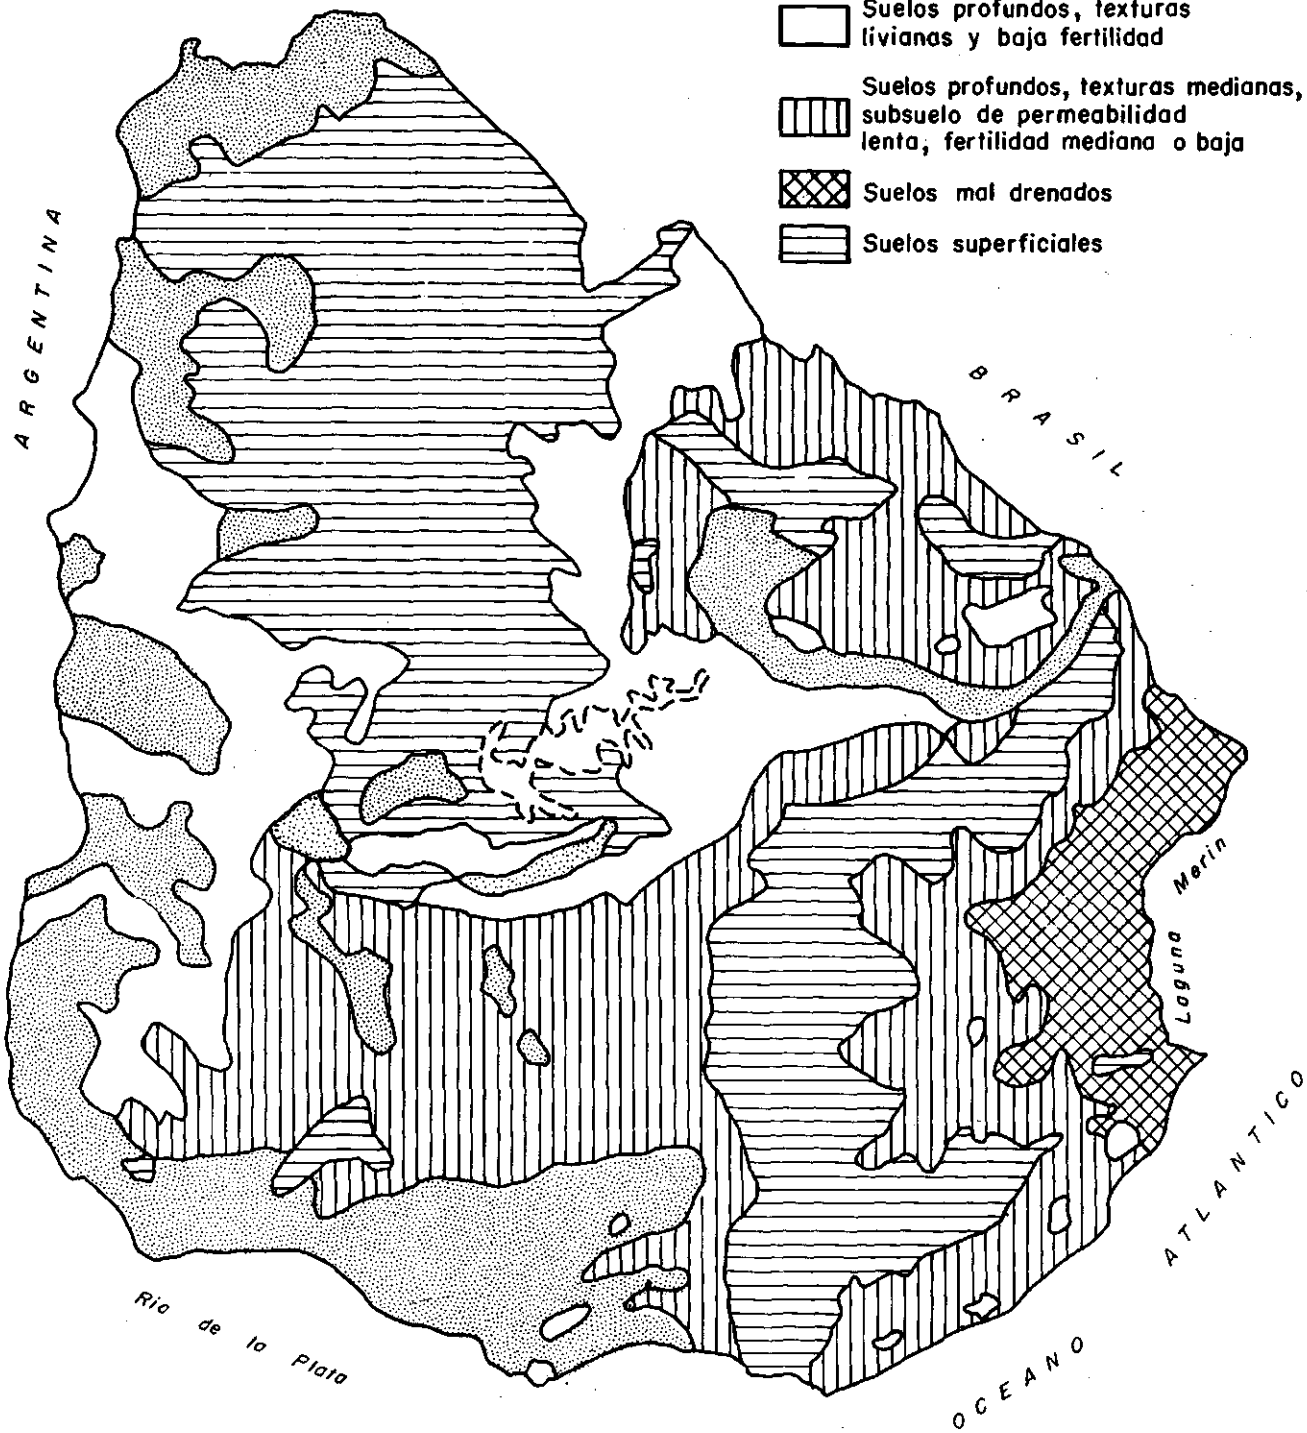 Suelos profundos, texturas
livianas y baja fertilidad
Suelos profundos, texturas medianas,
subsuelo de permeabilidad
lenta, fertilidad mediana o baja
Suelos mal drenados
Suelos superficiales
ARGENTINA
BRASIL
Laguna Merin
Rio de la Plata
OCEANO ATLANTICO